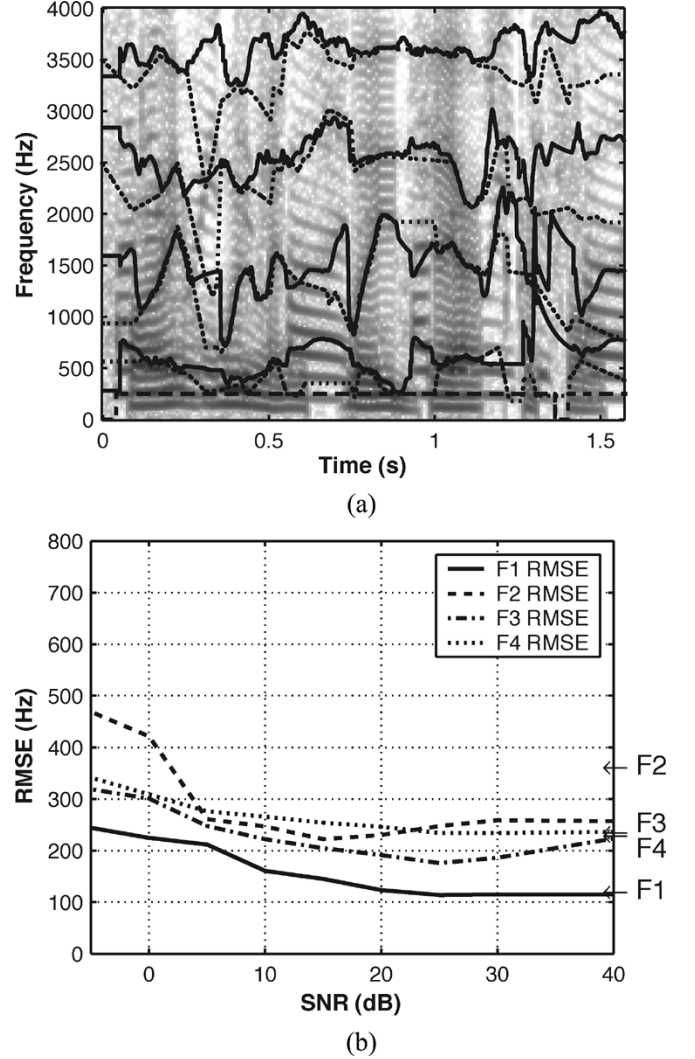 4000
3500
3000
2500
2000
1500
1000
500
0
Frequency (Hz)
0 0.5 1 1.5
Time (s)
(a)
800
700
600
500
400
300
200
100
0
RMSE (Hz)
F1 RMSE
F2 RMSE
F3 RMSE
F4 RMSE
F2
F3
F4
F1
0 10 20 30 40
SNR (dB)
(b)